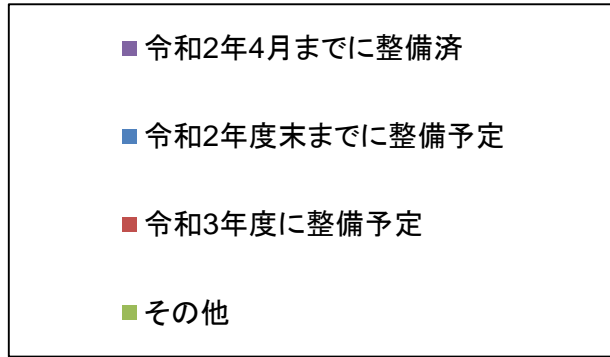 令和2年4月までに整備済
令和2年度末までに整備予定
令和3年度に整備予定
その他